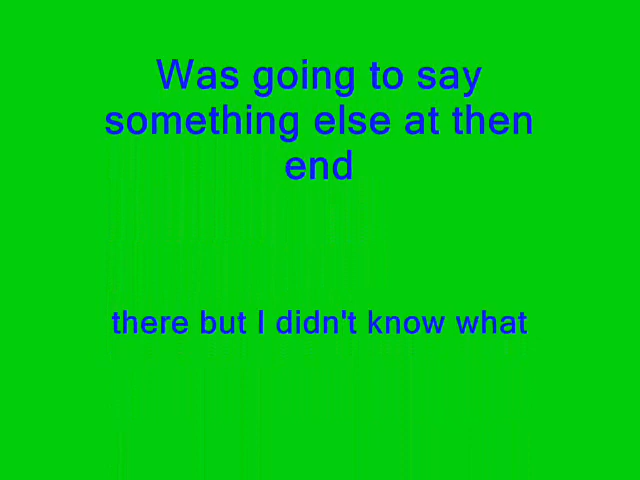 Was going to say
something else at then
end
there but I didn't know what